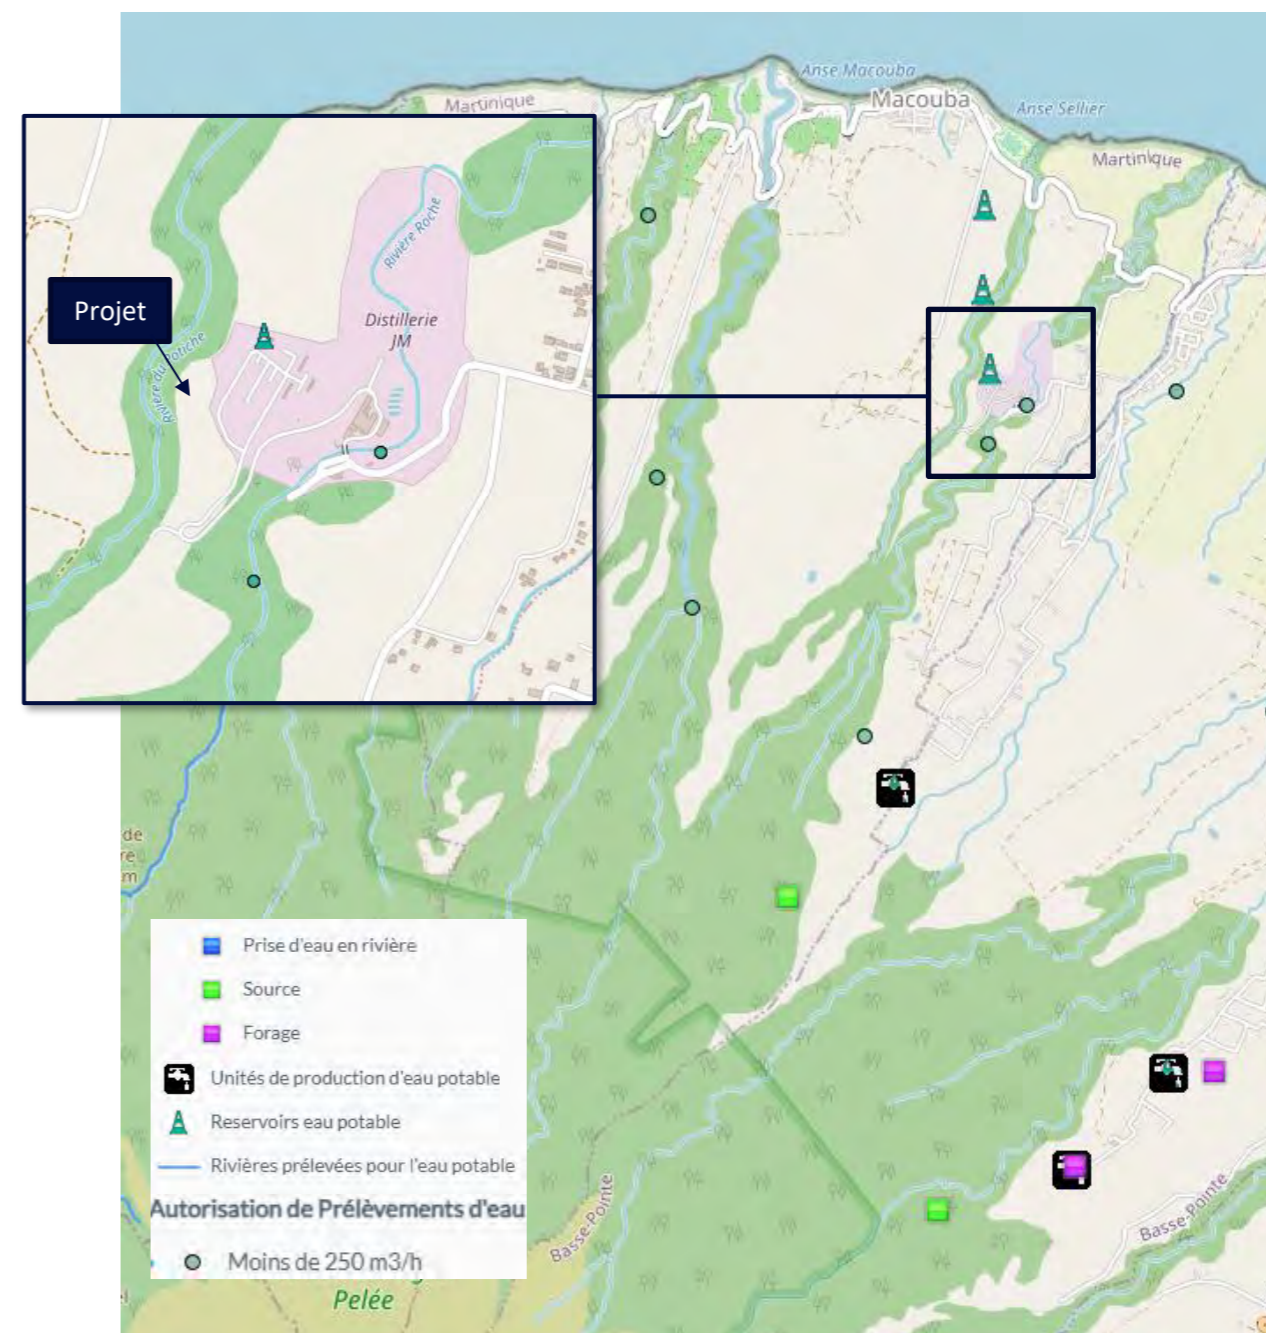 Anse Macouba
Martinique
Macouba
Anse Sellier
Martinique
Projet
Rivière du Potiche
Rivière Roche
Distillerie
JM
de
re
m
Prise d'eau en rivière
Source
Forage
Unités de production d'eau potable
Reservoirs eau potable
Rivières prélevées pour l'eau potable
Autorisation de Prélèvements d'eau
Moins de 250 m3/h
Basse-Pointe
Basse-Pointe
Pelée